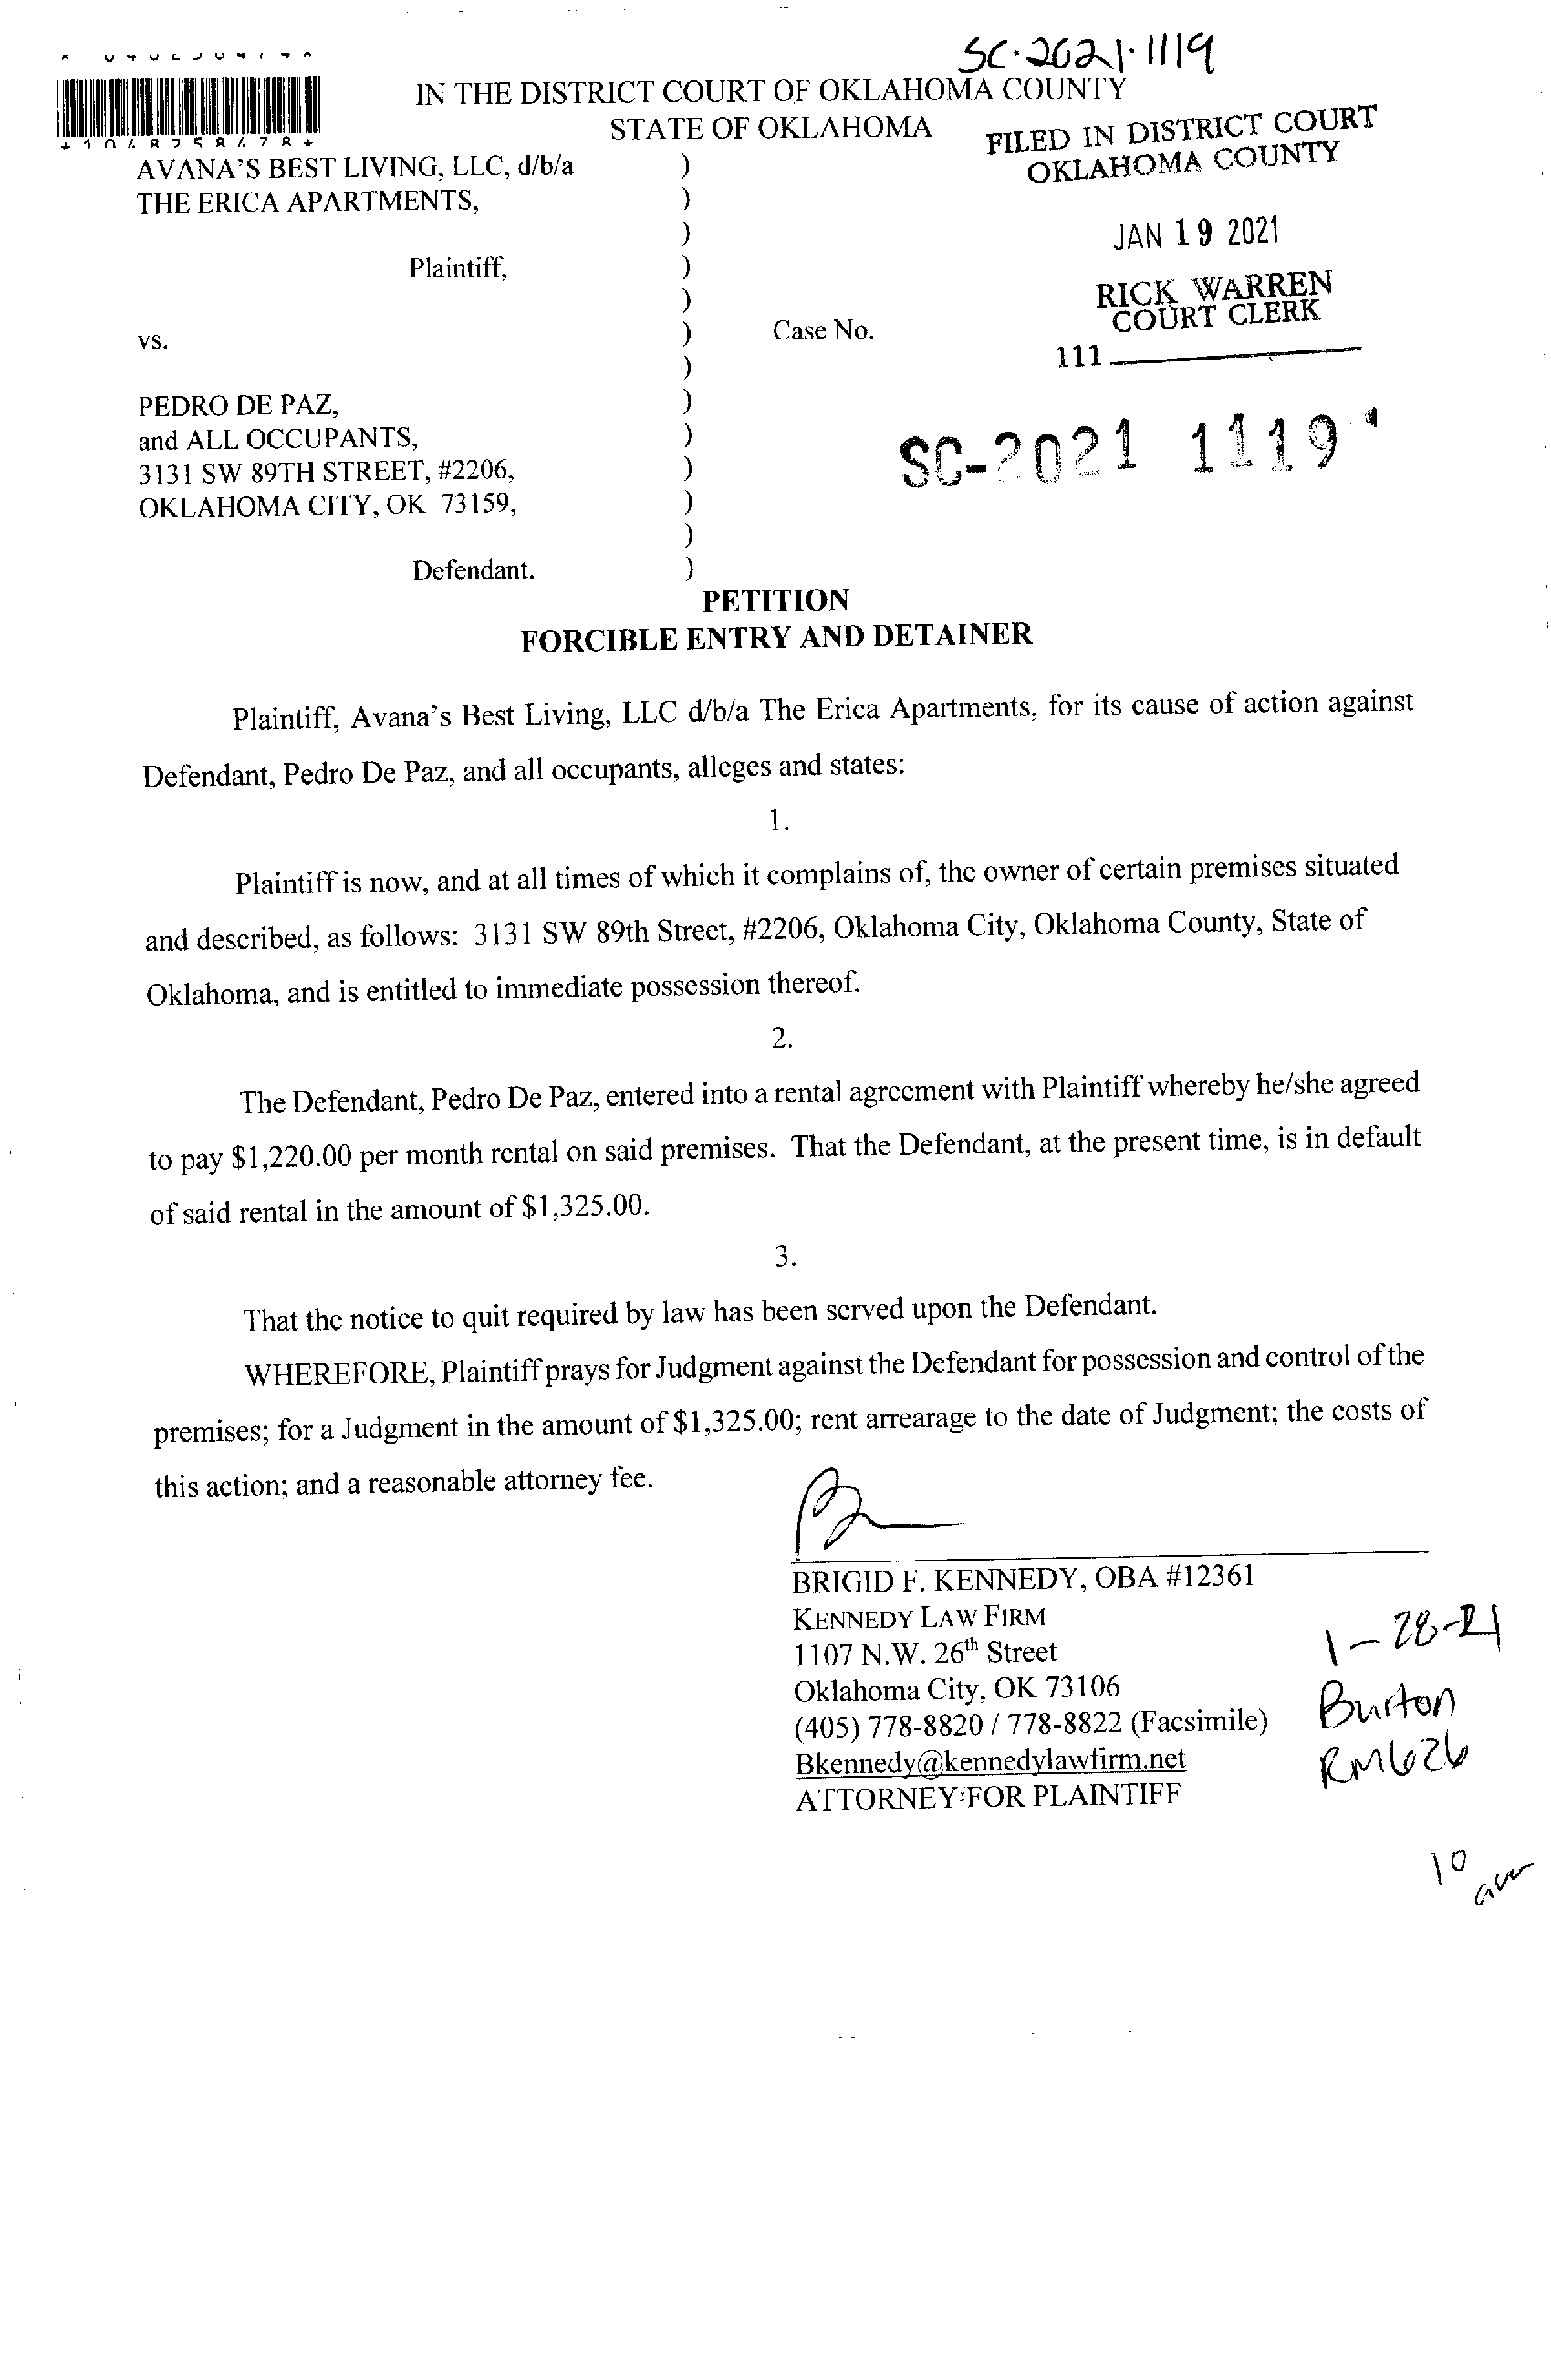 SC-2021-1119
IN THE DISTRICT COURT OF OKLAHOMA COUNTY
STATE OF OKLAHOMA
FILED IN DISTRICT COURT
OKLAHOMA COUNTY
JAN 19 2021
RICK WARREN
COURT CLERK
111
AVANA'S BEST LIVING, LLC, d/b/a )
THE ERICA APARTMENTS, )
)
Plaintiff, )
)
vs. ) Case No.
)
PEDRO DE PAZ, )
and ALL OCCUPANTS, )
3131 SW 89TH STREET, #2206, )
OKLAHOMA CITY, OK 73159, )
)
Defendant. )
SC-2021 1119
PETITION
FORCIBLE ENTRY AND DETAINER
Plaintiff, Avana's Best Living, LLC d/b/a The Erica Apartments, for its cause of action against
Defendant, Pedro De Paz, and all occupants, alleges and states:
1.
Plaintiff is now, and at all times of which it complains of, the owner of certain premises situated
and described, as follows: 3131 SW 89th Street, #2206, Oklahoma City, Oklahoma County, State of
Oklahoma, and is entitled to immediate possession thereof.
2.
The Defendant, Pedro De Paz, entered into a rental agreement with Plaintiff whereby he/she agreed
to pay $1,220.00 per month rental on said premises. That the Defendant, at the present time, is in default
of said rental in the amount of $1,325.00.
3.
That the notice to quit required by law has been served upon the Defendant.
WHEREFORE, Plaintiff prays for Judgment against the Defendant for possession and control of the
premises; for a Judgment in the amount of $1,325.00; rent arrearage to the date of Judgment; the costs of
this action; and a reasonable attorney fee.
BRIGID F. KENNEDY, OBA #12361
KENNEDY LAW FIRM
1107 N.W. 26th Street
Oklahoma City, OK 73106
(405) 778-8820 / 778-8822 (Facsimile)
Bkennedy@kennedylawfirm.net
ATTORNEY FOR PLAINTIFF
1-28-21
Burton
RM626
10
am